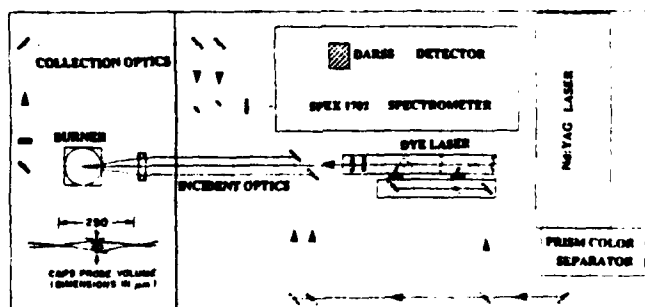 COLLECTION OPTICS
BURNER
INCIDENT OPTICS
290
CARS PROBE VOLUME
(DIMENSIONS IN μm)
DARSS DETECTOR
SPEX 1702 SPECTROMETER
DYE LASER
Nd:YAG LASER
PRISM COLOR
SEPARATOR